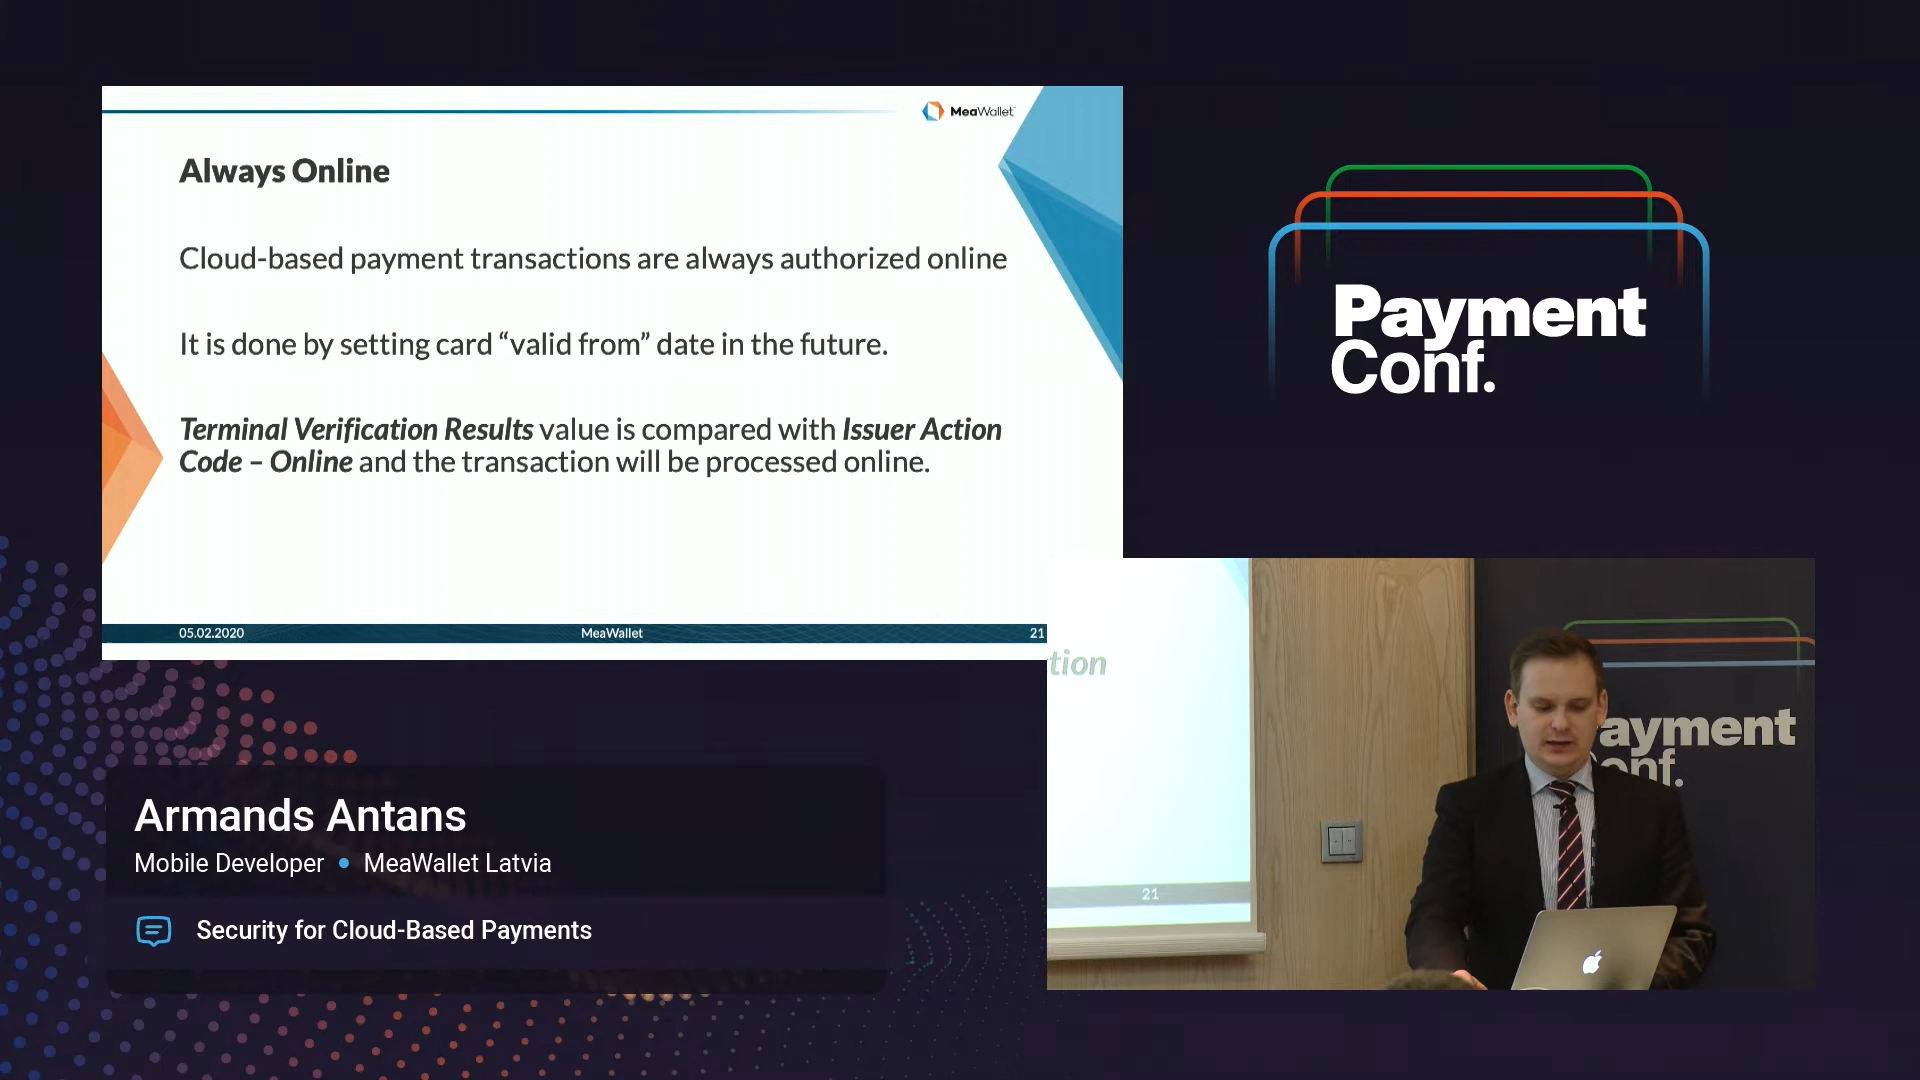 MeaWallet
Always Online
Cloud-based payment transactions are always authorized online
It is done by setting card “valid from” date in the future.
Terminal Verification Results value is compared with Issuer Action
Code – Online and the transaction will be processed online.
05.02.2020 MeaWallet 21
Payment
Conf.
tion
21
ayment
onf.
Armands Antans
Mobile Developer • MeaWallet Latvia
Security for Cloud-Based Payments